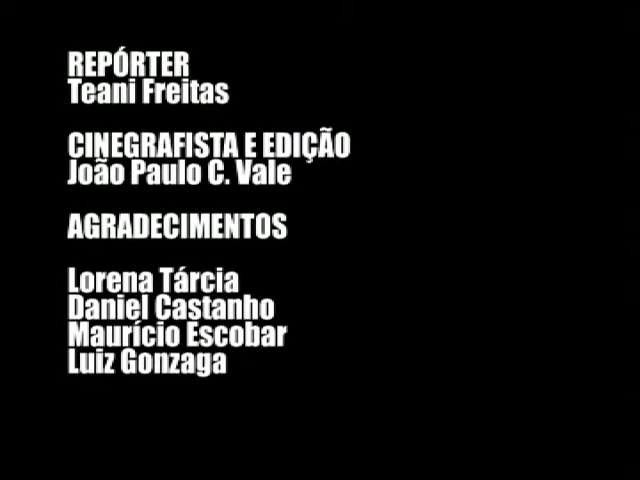 REPÓRTER
Teani Freitas
CINEGRAFISTA E EDIÇÃO
João Paulo C. Vale
AGRADECIMENTOS
Lorena Tárcia
Daniel Castanho
Maurício Escobar
Luiz Gonzaga